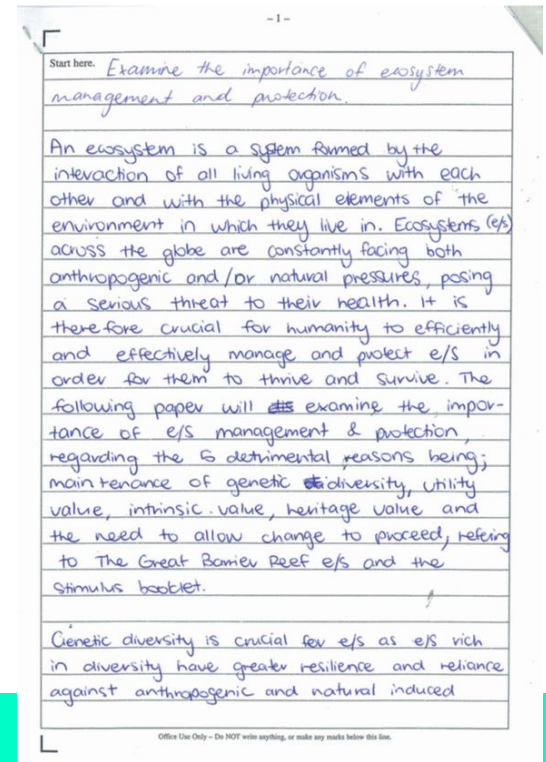 -1-
Start here. Examine the importance of ecosystem
management and protection.
An ecosystem is a system formed by the
interaction of all living organisms with each
other and with the physical elements of the
environment in which they live in. Ecosystems (e/s)
across the globe are constantly facing both
anthropogenic and/or natural pressures, posing
a serious threat to their health. It is
therefore crucial for humanity to efficiently
and effectively manage and protect e/s in
order for them to thrive and survive. The
following paper will examine the impor-
tance of e/s management & protection,
regarding the 5 detrimental reasons being;
maintenance of genetic diversity, utility
value, intrinsic value, heritage value and
the need to allow change to proceed, refering
to The Great Barrier Reef e/s and the
stimulus booklet.
Genetic diversity is crucial for e/s as e/s rich
in diversity have greater resilience and reliance
against anthropogenic and natural induced
Office Use Only – Do NOT write anything, or make any marks below this line.